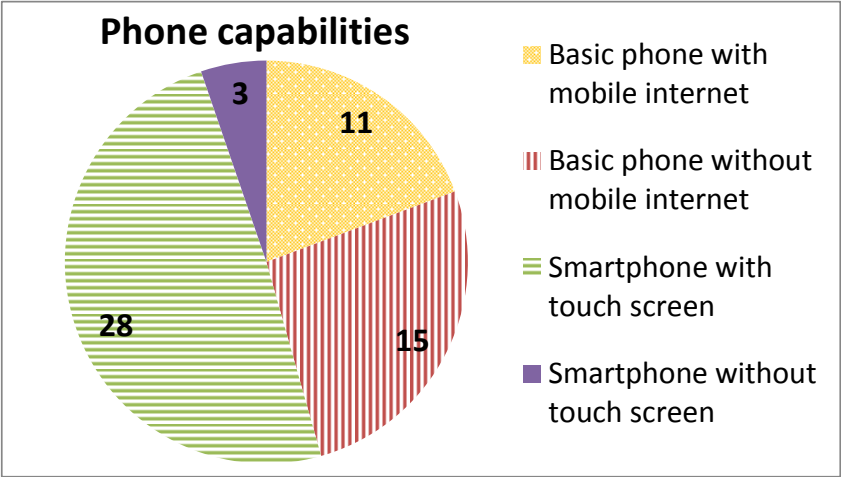 Phone capabilities
3
11
28
15
Basic phone with
mobile internet
Basic phone without
mobile internet
Smartphone with
touch screen
Smartphone without
touch screen